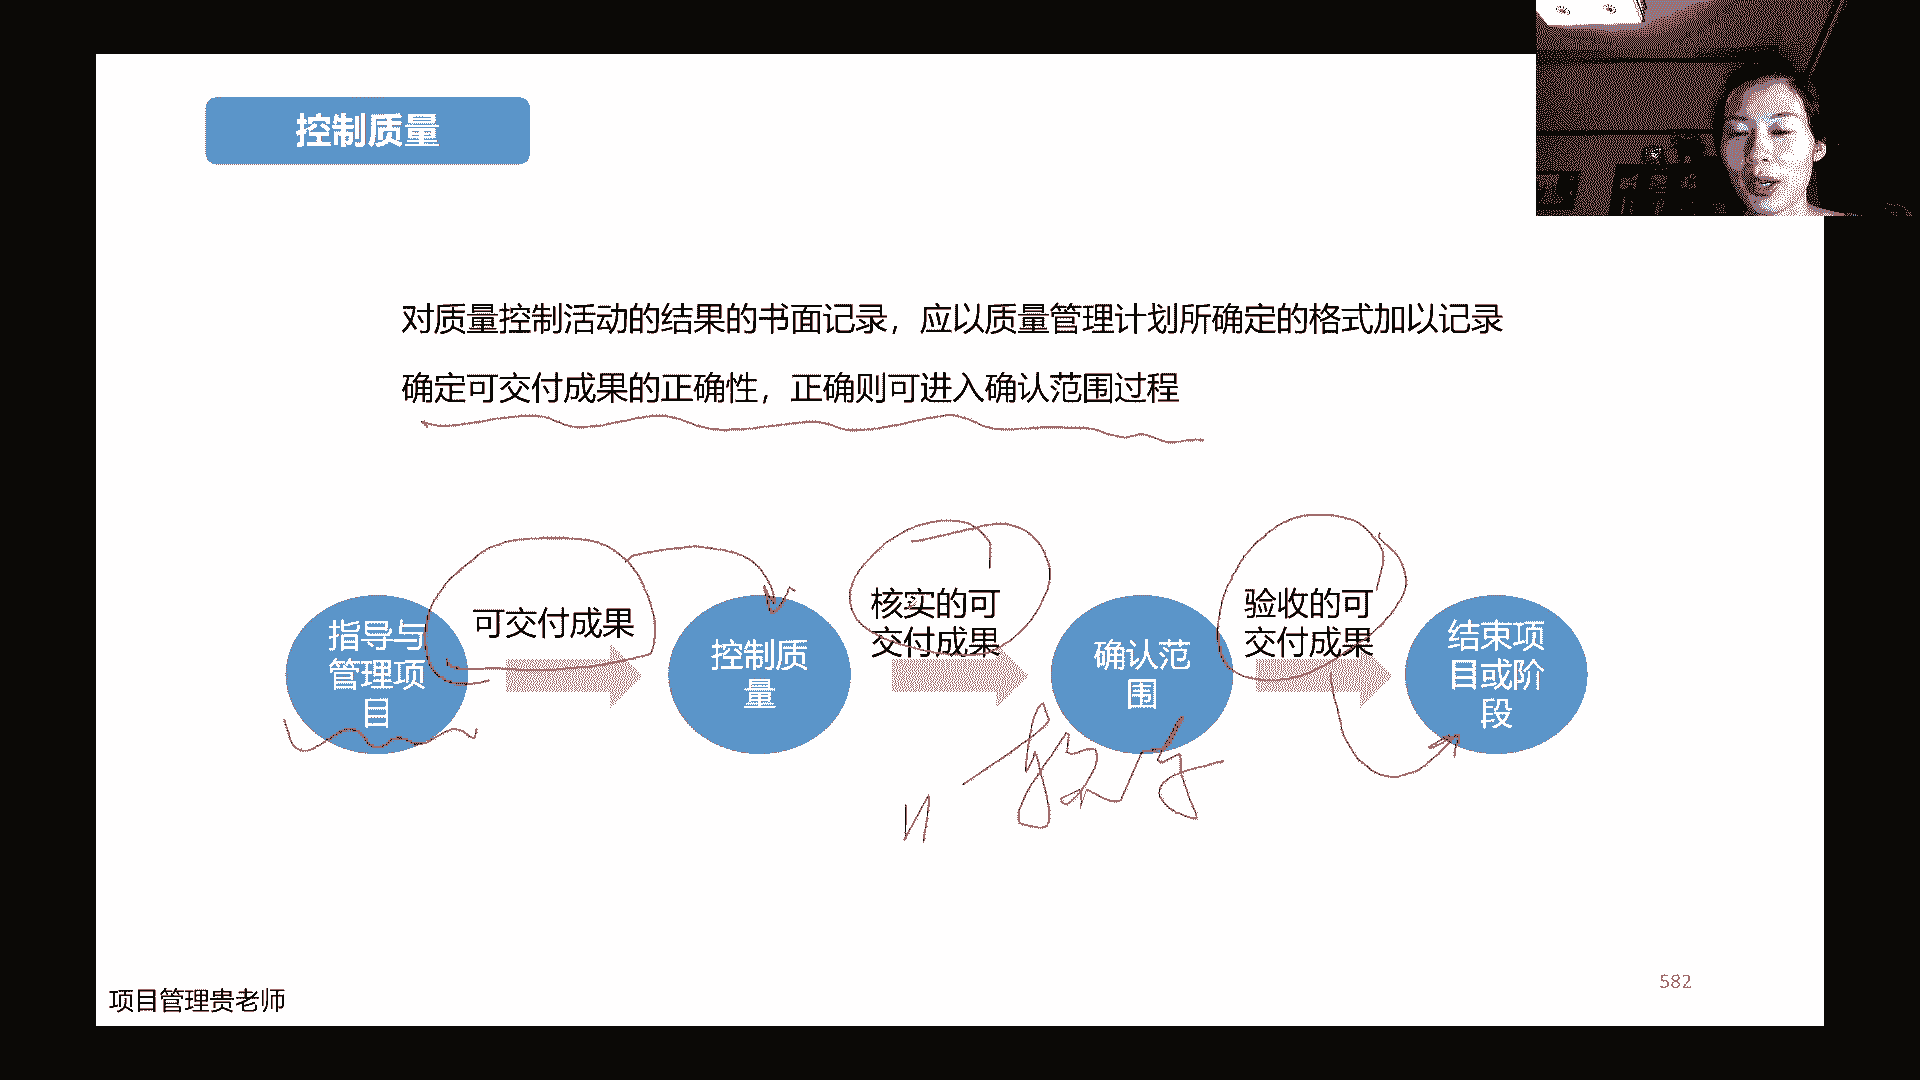 控制质量
对质量控制活动的结果的书面记录，应以质量管理计划所确定的格式加以记录
确定可交付成果的正确性，正确则可进入确认范围过程
指导与
管理项
目
可交付成果
控制质
量
核实的可
交付成果
确认范
围
验收的可
交付成果
结束项
目或阶
段
582
项目管理贵老师